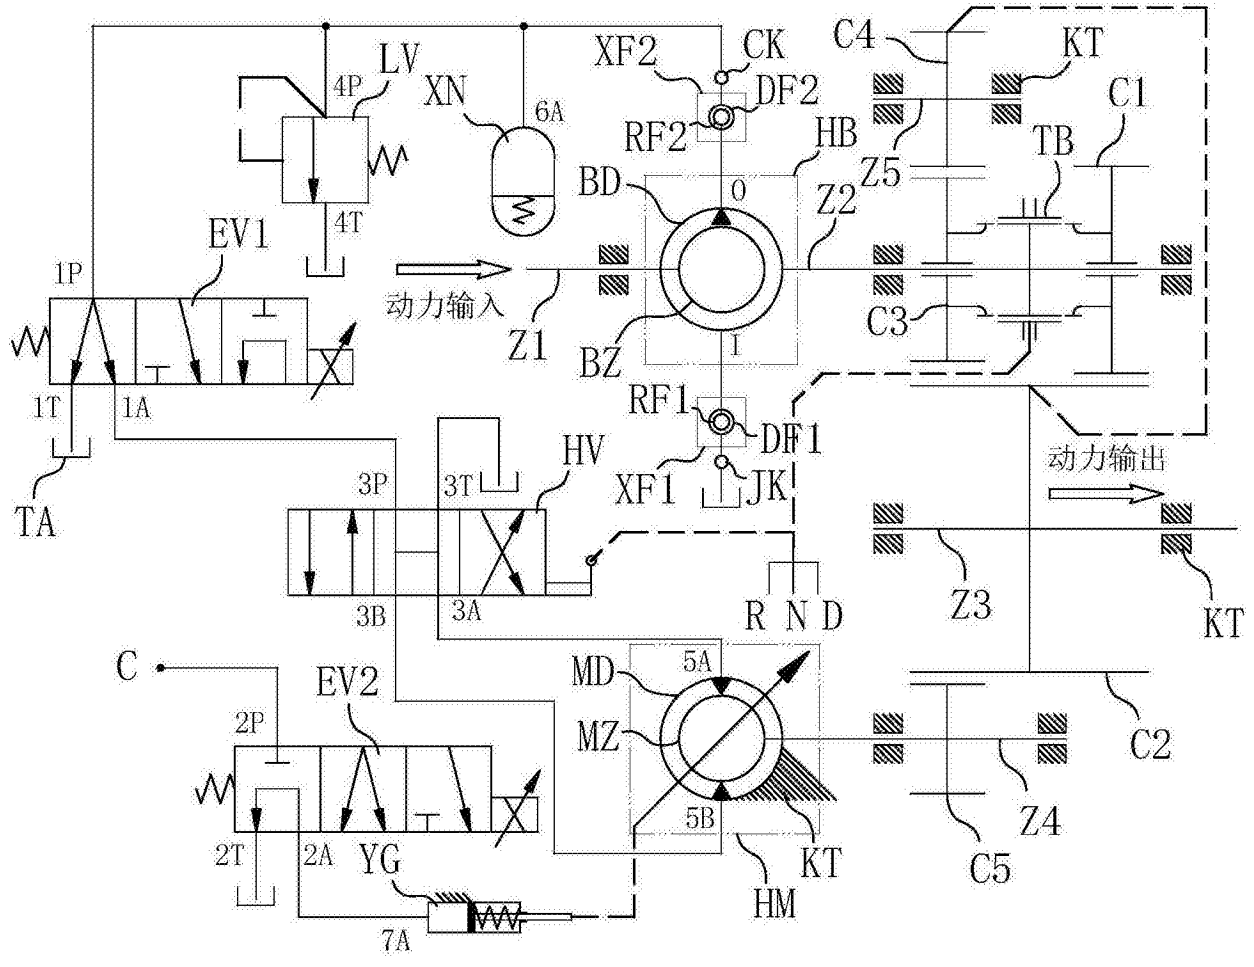 LV
4P
XN
6A
XF2
CK
DF2
RF2
HB
C4
KT
C1
TB
Z5
BD
O
Z2
4T
EV1
1P
动力输入
Z1
BZ
I
C3
1T
1A
TA
RF1
DF1
XF1
JK
动力输出
3P
3T
HV
3B
3A
R N D
Z3
KT
C
EV2
2P
MD
5A
MZ
5B
C2
Z4
C5
KT
HM
2T
2A
YG
7A